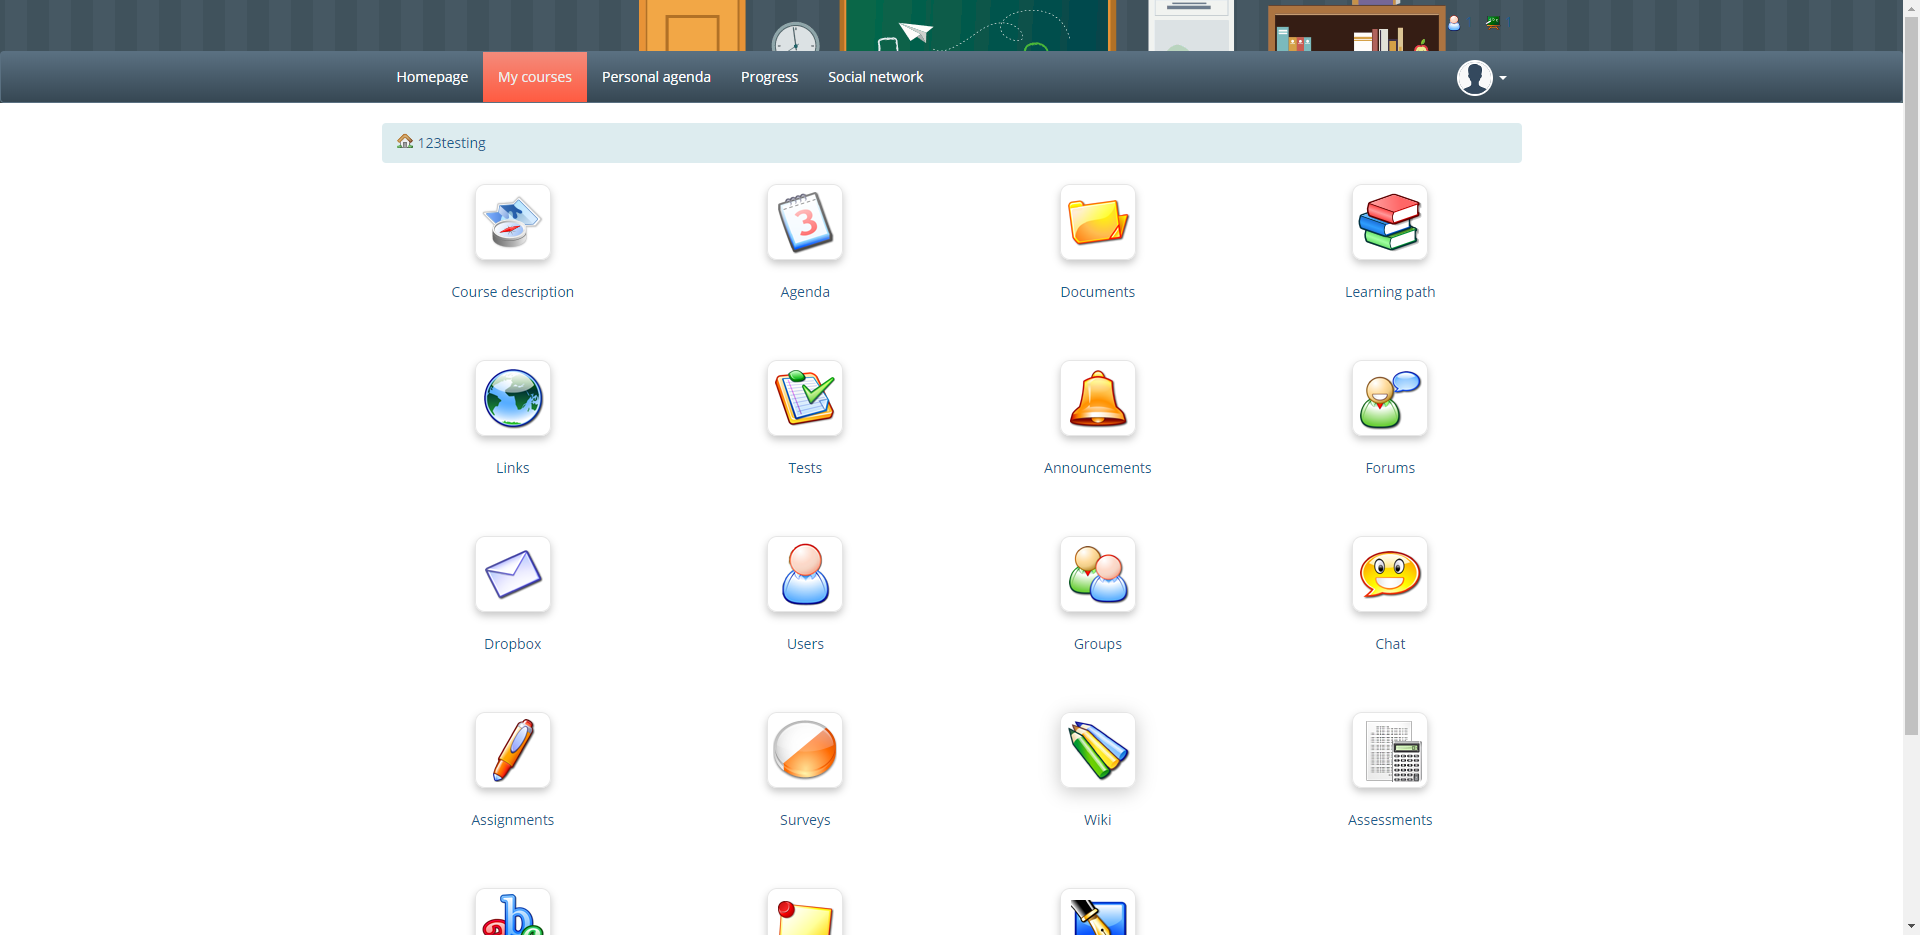 Homepage My courses Personal agenda Progress Social network
123testing
3
Course description Agenda Documents Learning path
Links Tests Announcements Forums
Dropbox Users Groups Chat
Assignments Surveys Wiki Assessments